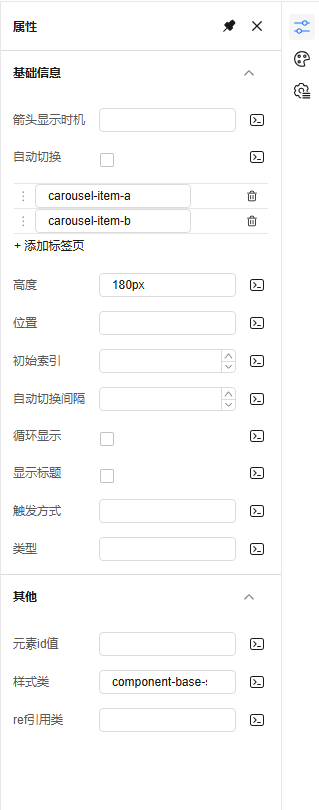 属性
基础信息
箭头显示时机
自动切换
carousel-item-a
carousel-item-b
+ 添加标签页
高度 180px
位置
初始索引
自动切换间隔
循环显示
显示标题
触发方式
类型
其他
元素id值
样式类 component-base-
ref引用类